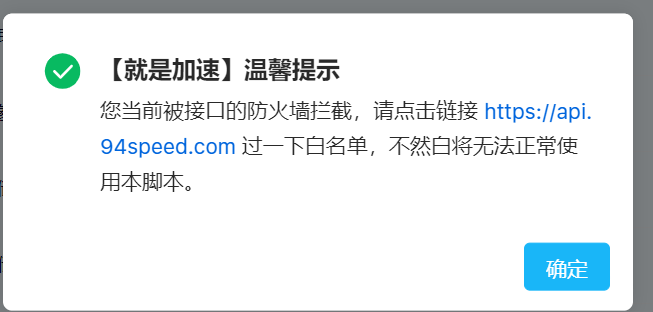 【就是加速】温馨提示
您当前被接口的防火墙拦截，请点击链接 https://api.
94speed.com 过一下白名单，不然白将无法正常使
用本脚本。
确定